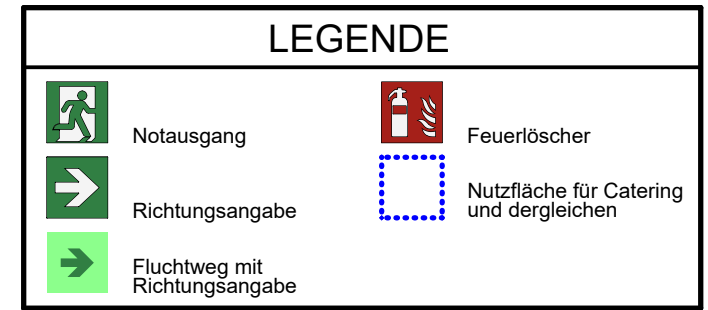 LEGENDE
Notausgang
Richtungsangabe
Fluchtweg mit
Richtungsangabe
Feuerlöscher
Nutzfläche für Catering
und dergleichen